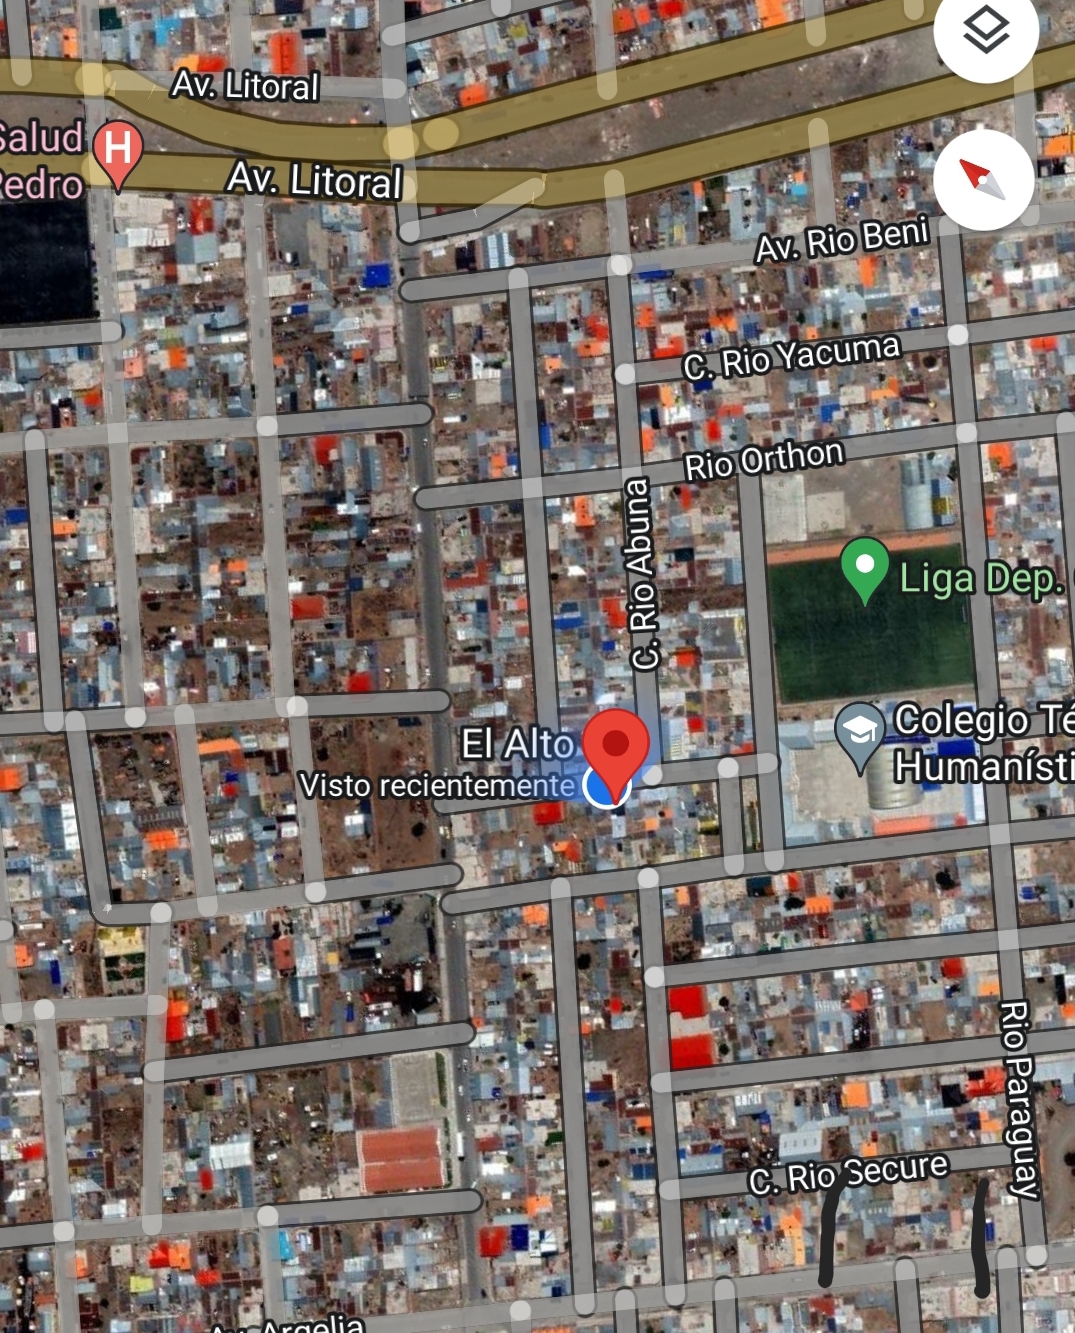 Av. Litoral
Salud
Pedro
H
Av. Litoral
Av. Rio Beni
C. Rio Yacuma
Rio Orthon
C. Rio Abuna
Liga Dep.
Colegio Té
Humanísti
El Alto
Visto recientemente
Rio Paraguay
C. Rio Secure
Av. Argelia